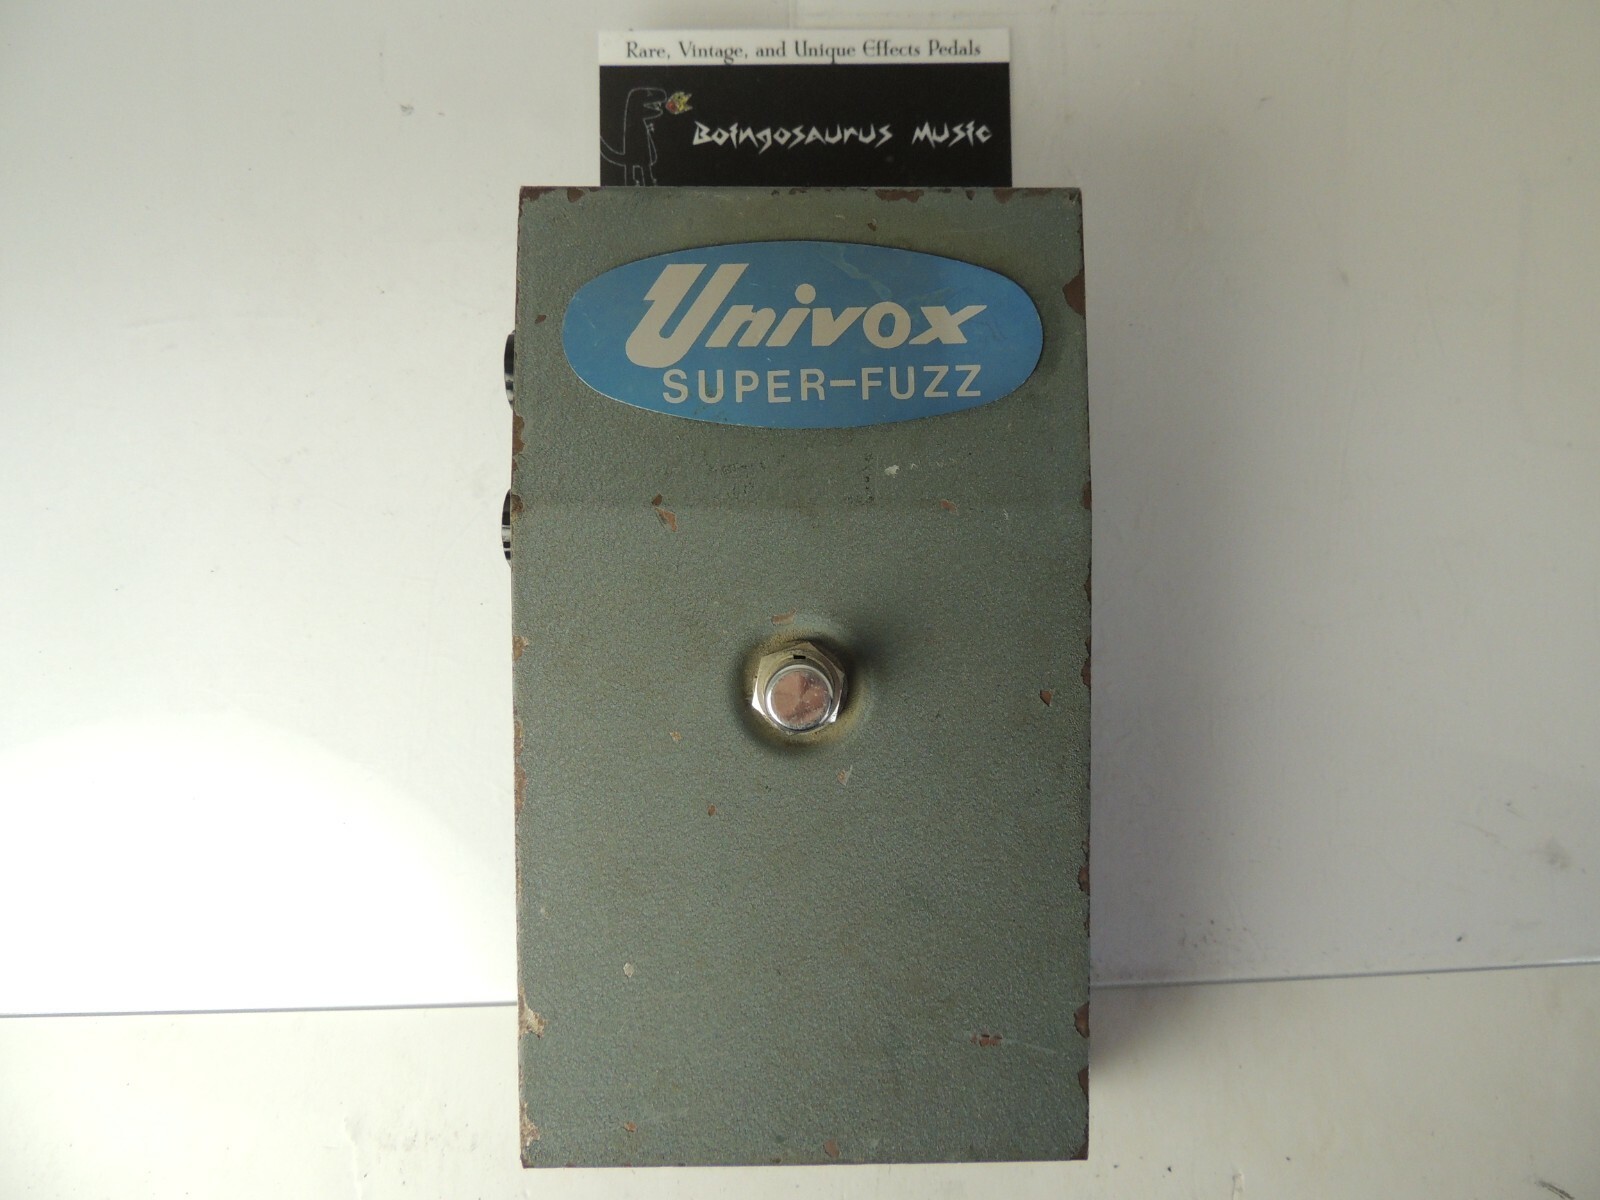 Rare, Vintage, and Unique Effects Pedals
Boingosaurus Music
Univox
SUPER-FUZZ